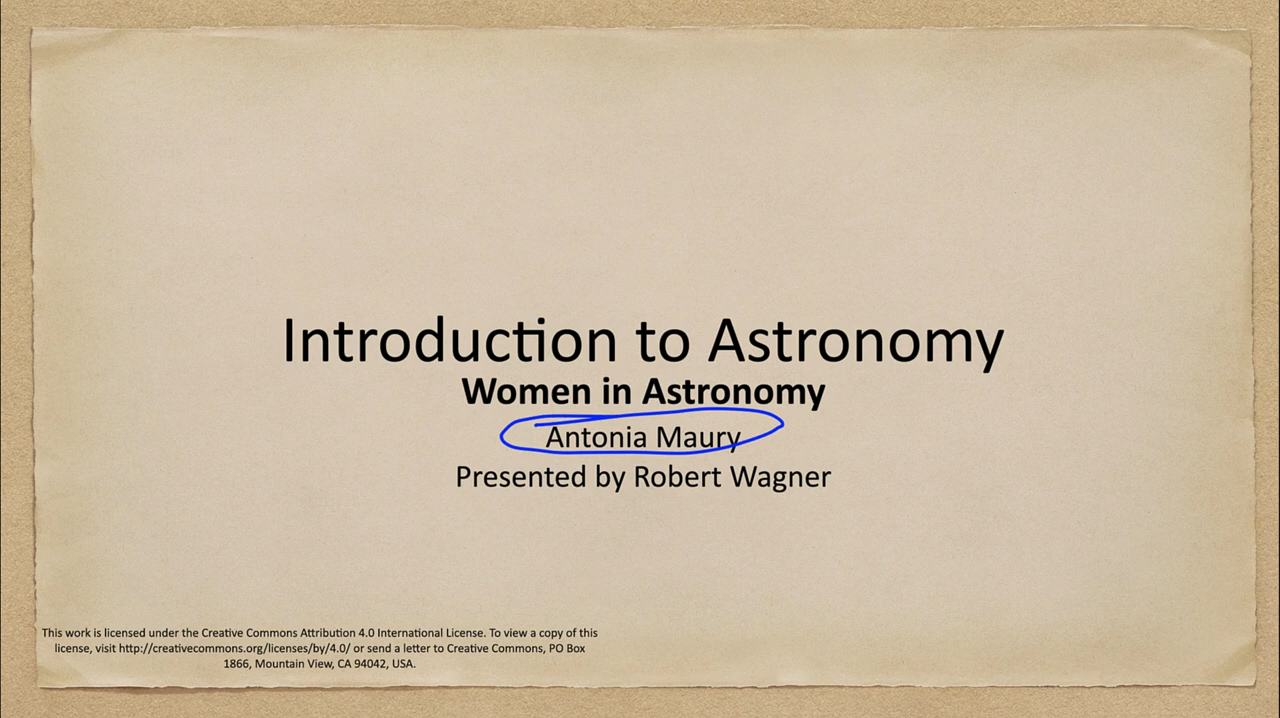 Introduction to Astronomy
Women in Astronomy
Antonia Maury
Presented by Robert Wagner
This work is licensed under the Creative Commons Attribution 4.0 International License. To view a copy of this
license, visit http://creativecommons.org/licenses/by/4.0/ or send a letter to Creative Commons, PO Box
1866, Mountain View, CA 94042, USA.